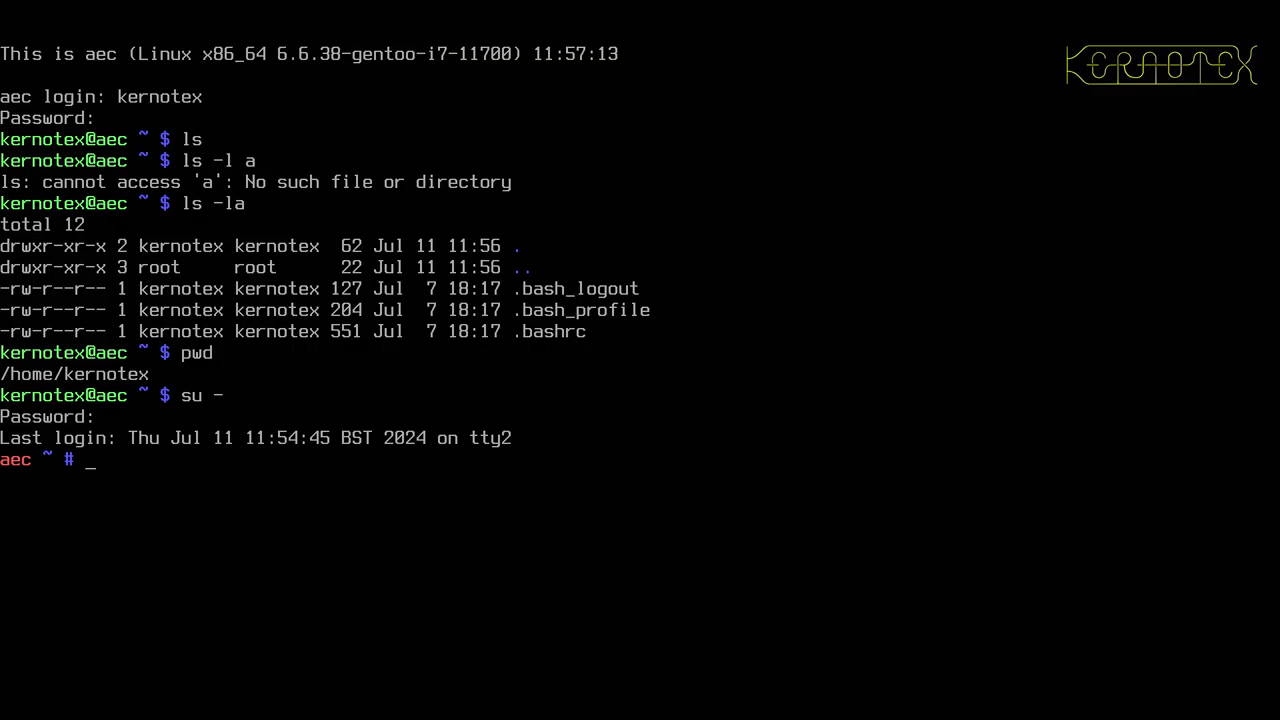 This is aec (Linux x86_64 6.6.38-gentoo-i7-11700) 11:57:13
KERNOTEX
aec login: kernotex
Password:
kernotex@aec ~ $ ls
kernotex@aec ~ $ ls -l a
ls: cannot access 'a': No such file or directory
kernotex@aec ~ $ ls -la
total 12
drwxr-xr-x 2 kernotex kernotex  62 Jul 11 11:56 .
drwxr-xr-x 3 root     root      22 Jul 11 11:56 ..
-rw-r--r-- 1 kernotex kernotex 127 Jul  7 18:17 .bash_logout
-rw-r--r-- 1 kernotex kernotex 204 Jul  7 18:17 .bash_profile
-rw-r--r-- 1 kernotex kernotex 551 Jul  7 18:17 .bashrc
kernotex@aec ~ $ pwd
/home/kernotex
kernotex@aec ~ $ su -
Password:
Last login: Thu Jul 11 11:54:45 BST 2024 on tty2
aec ~ # _